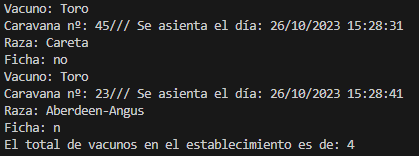 Vacuno: Toro
Caravana nº: 45/// Se asienta el día: 26/10/2023 15:28:31
Raza: Careta
Ficha: no
Vacuno: Toro
Caravana nº: 23/// Se asienta el día: 26/10/2023 15:28:41
Raza: Aberdeen-Angus
Ficha: n
El total de vacunos en el establecimiento es de: 4